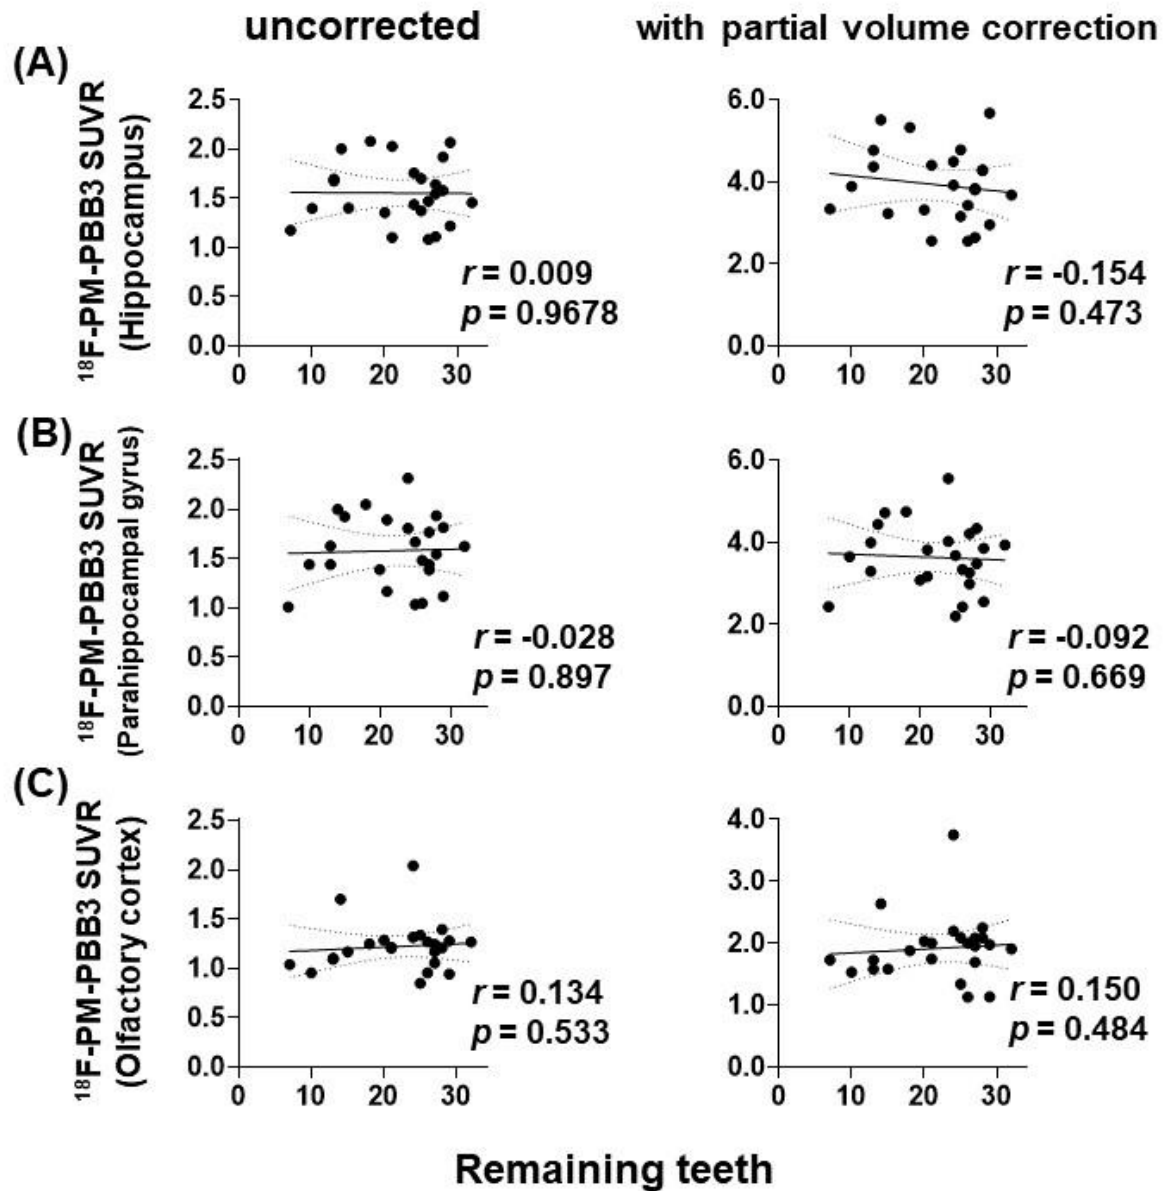 uncorrected
with partial volume correction
(A)
¹⁸F-PM-PBB3 SUVR
(Hippocampus)
2.5
2.0
1.5
1.0
0.5
0.0
0 10 20 30
r = 0.009
p = 0.9678
6.0
4.0
2.0
0.0
0 10 20 30
r = -0.154
p = 0.473
(B)
¹⁸F-PM-PBB3 SUVR
(Parahippocampal gyrus)
2.5
2.0
1.5
1.0
0.5
0.0
0 10 20 30
r = -0.028
p = 0.897
6.0
4.0
2.0
0.0
0 10 20 30
r = -0.092
p = 0.669
(C)
¹⁸F-PM-PBB3 SUVR
(Olfactory cortex)
2.5
2.0
1.5
1.0
0.5
0.0
0 10 20 30
r = 0.134
p = 0.533
4.0
3.0
2.0
1.0
0.0
0 10 20 30
r = 0.150
p = 0.484
Remaining teeth